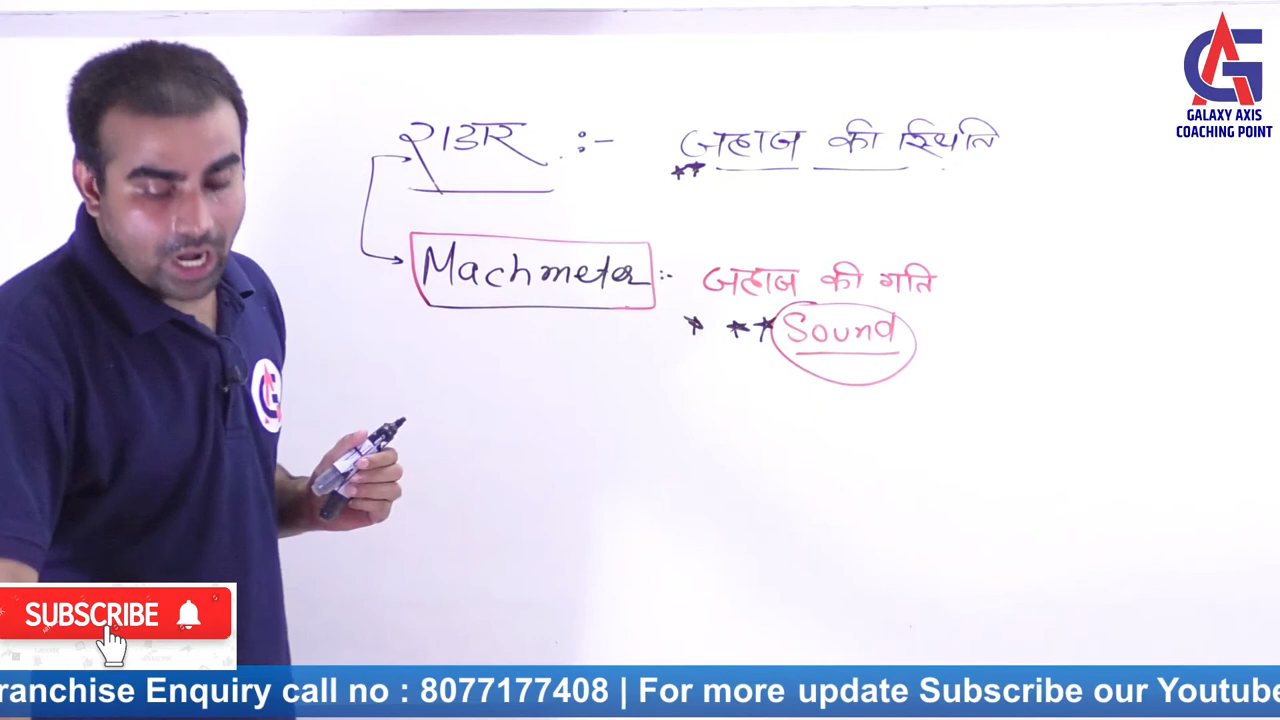 राडार :- जहाज की स्थिति
Machmeter :- जहाज की गति
Sound
GALAXY AXIS
COACHING POINT
SUBSCRIBE
ranchise Enquiry call no : 8077177408 | For more update Subscribe our Youtube